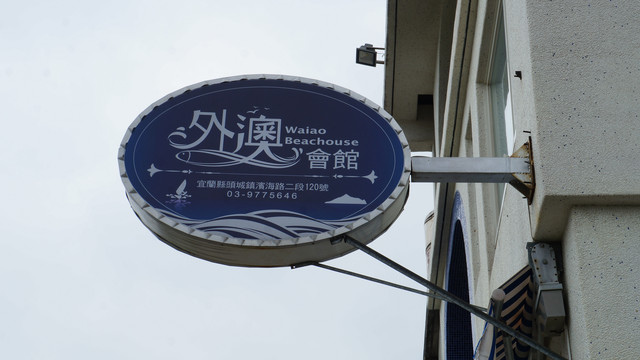 外澳
Waiao
Beachouse
會館
宜蘭縣頭城鎮濱海路二段120號
03-9775646